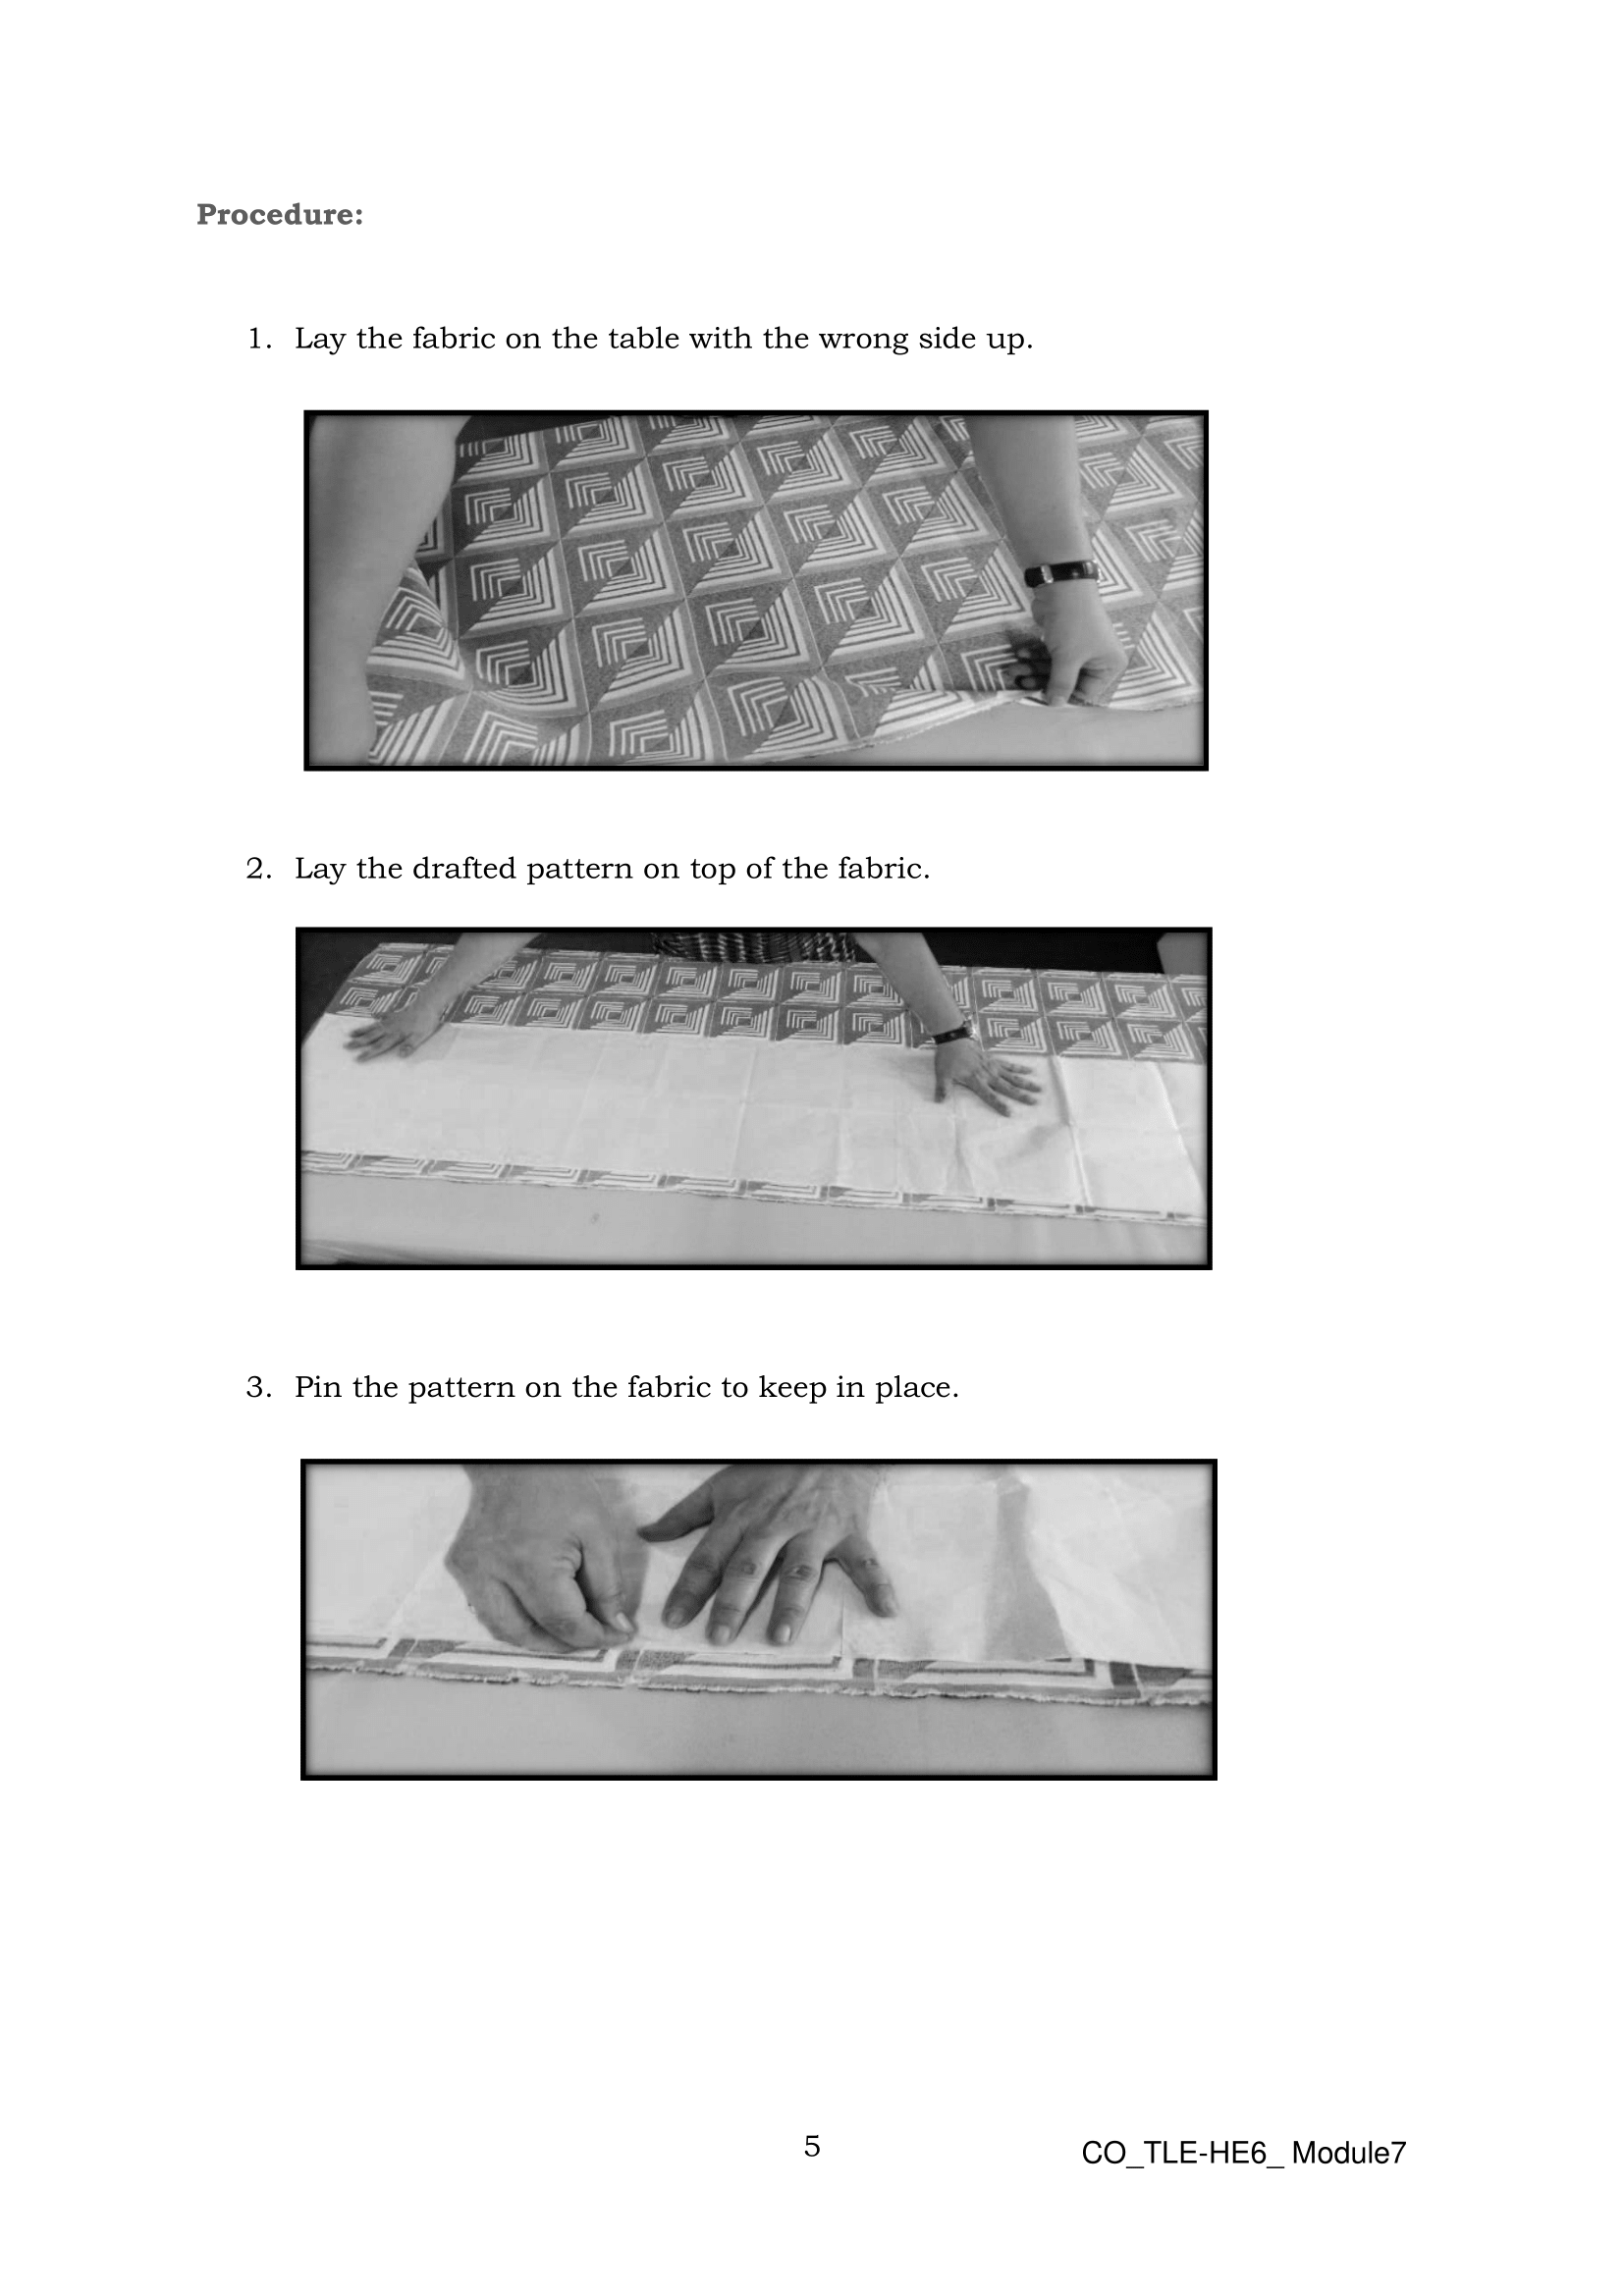 Procedure:
1. Lay the fabric on the table with the wrong side up.
2. Lay the drafted pattern on top of the fabric.
3. Pin the pattern on the fabric to keep in place.
5
CO_TLE-HE6_ Module7